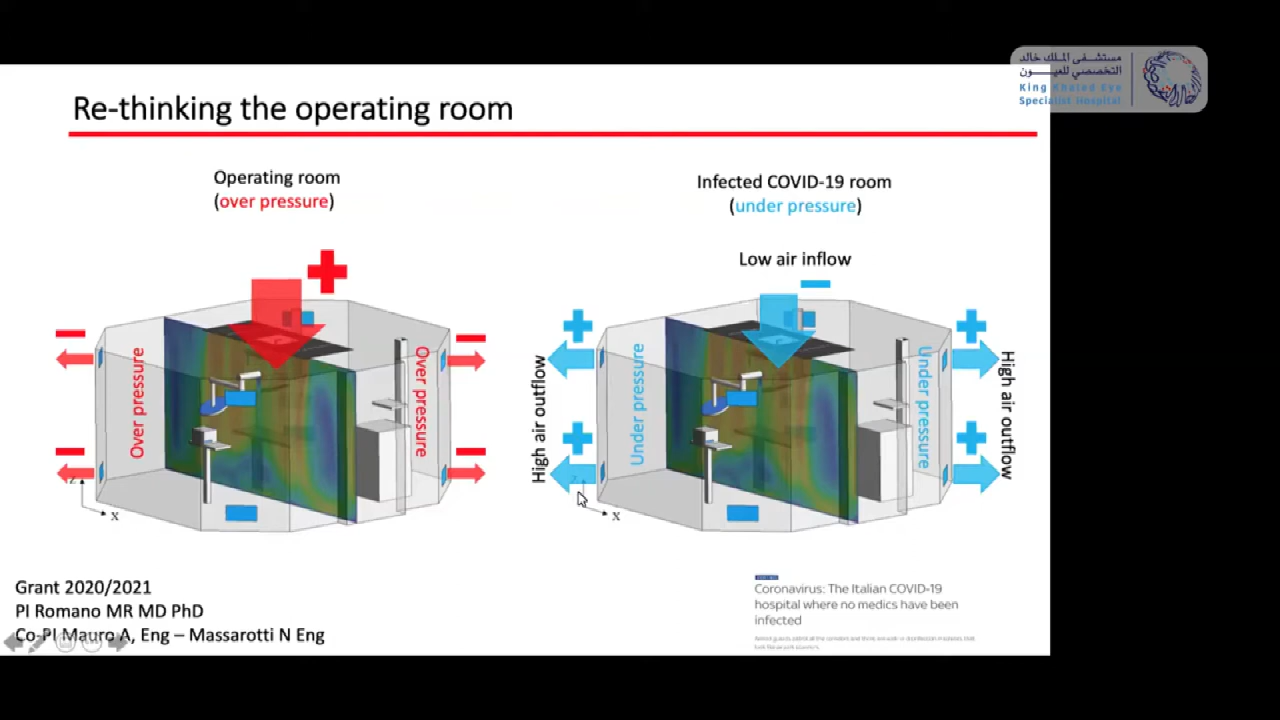 مستشفى الملك خالد
التخصصي للعيون
King Khaled Eye
Specialist Hospital
Re-thinking the operating room
Operating room
(over pressure)
Over pressure
Over pressure
z
x
Infected COVID-19 room
(under pressure)
Low air inflow
High air outflow
Under pressure
Under pressure
High air outflow
z
x
Grant 2020/2021
PI Romano MR MD PhD
Co-PI Mauro A, Eng – Massarotti N Eng
Coronavirus: The Italian COVID-19
hospital where no medics have been
infected